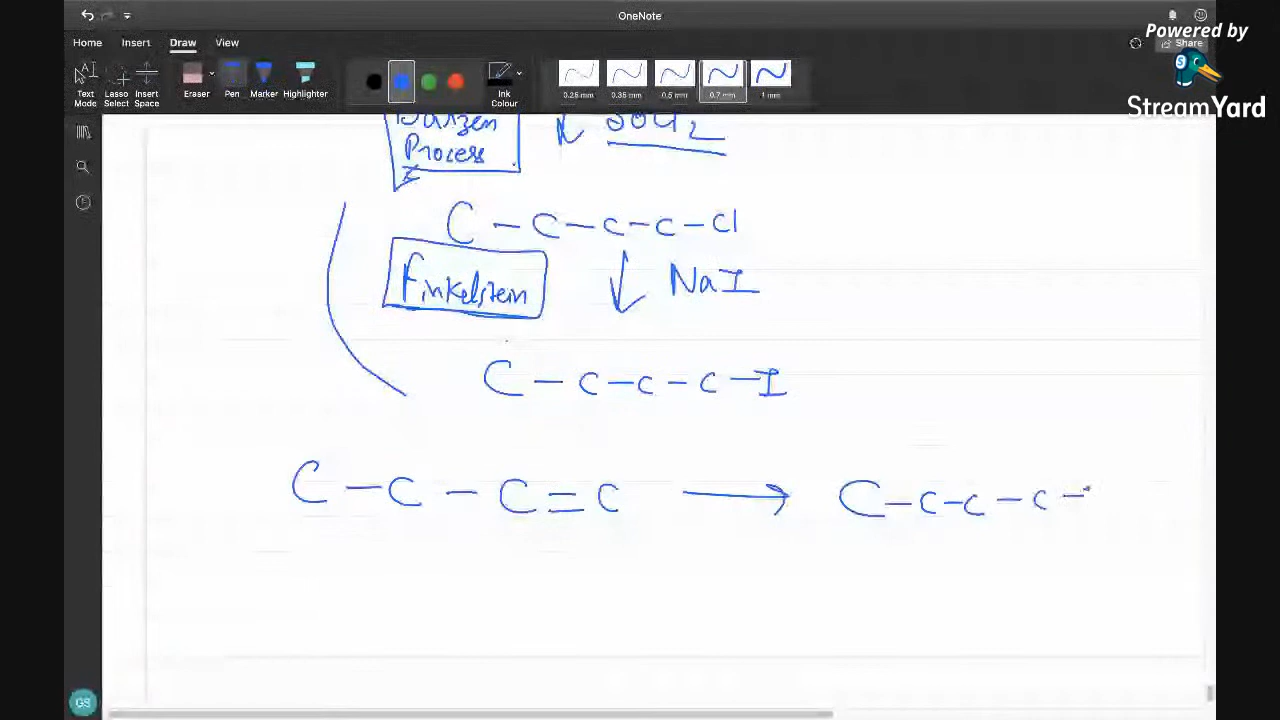 OneNote
Powered by
Home Insert Draw View
Share
StreamYard
Text Mode
Lasso Select
Insert Space
Eraser
Pen
Marker
Highlighter
Ink Colour
0.25 mm
0.35 mm
0.5 mm
0.7 mm
1 mm
SOCl2
Process
C - C - C - C - Cl
Finkelstein
NaI
C - C - C - C - I
C - C - C = C → C - C - C - C -
GS